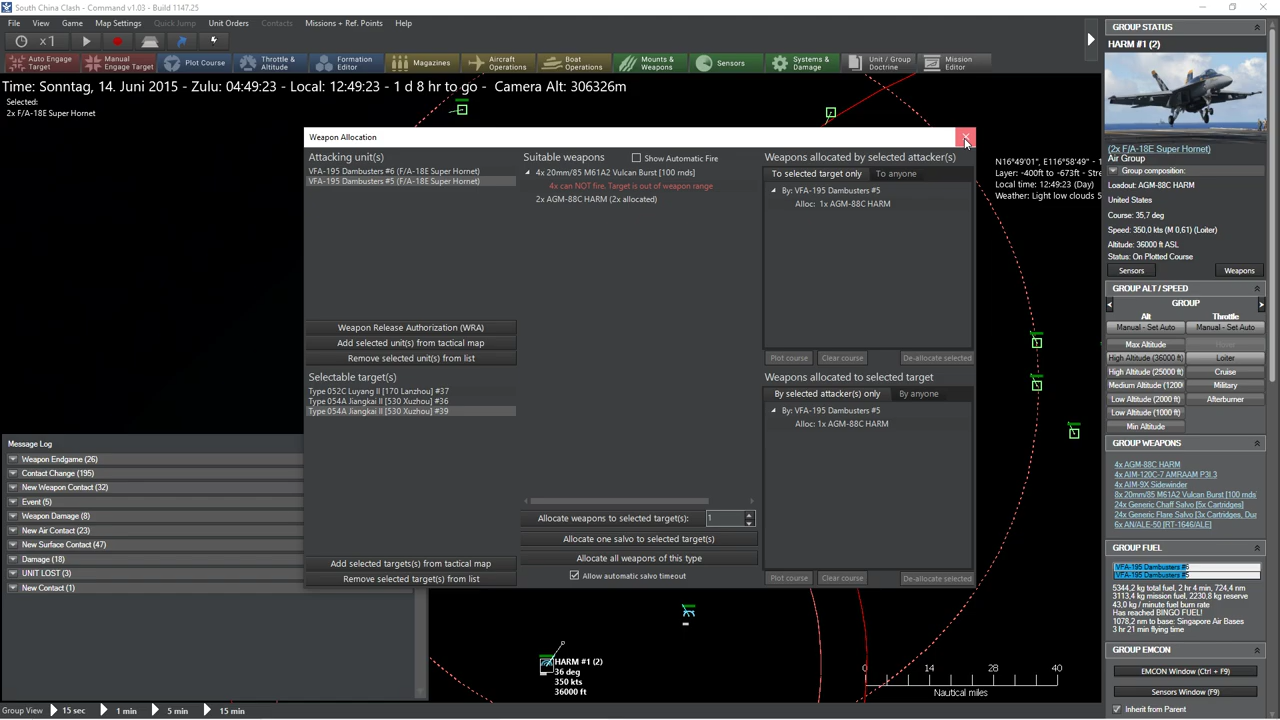 South China Clash - Command v1.03 - Build 1147.25
File View Game Map Settings Quick Jump Unit Orders Contacts Missions + Ref. Points Help
x1
Auto Engage Target
Manual Engage Target
Plot Course
Throttle & Altitude
Formation Editor
Magazines
Aircraft Operations
Boat Operations
Mounts & Weapons
Sensors
Systems & Damage
Unit / Group Doctrine
Mission Editor
Time: Sonntag, 14. Juni 2015 - Zulu: 04:49:23 - Local: 12:49:23 - 1 d 8 hr to go - Camera Alt: 306326m
Selected:
2x F/A-18E Super Hornet
Weapon Allocation
Attacking unit(s)
VFA-195 Dambusters #6 (F/A-18E Super Hornet)
VFA-195 Dambusters #5 (F/A-18E Super Hornet)
Weapon Release Authorization (WRA)
Add selected unit(s) from tactical map
Remove selected unit(s) from list
Selectable target(s)
Type 052C Luyang II [170 Lanzhou] #37
Type 054A Jiangkai II [530 Xuzhou] #36
Type 054A Jiangkai II [530 Xuzhou] #39
Add selected targets(s) from tactical map
Remove selected target(s) from list
Suitable weapons
Show Automatic Fire
4x 20mm/85 M61A2 Vulcan Burst [100 rnds]
4x can NOT fire. Target is out of weapon range
2x AGM-88C HARM (2x allocated)
Allocate weapons to selected target(s): 1
Allocate one salvo to selected target(s)
Allocate all weapons of this type
Allow automatic salvo timeout
Weapons allocated by selected attacker(s)
To selected target only To anyone
By: VFA-195 Dambusters #5
Alloc: 1x AGM-88C HARM
Plot course Clear course De-allocate selected
Weapons allocated to selected target
By selected attacker(s) only By anyone
By: VFA-195 Dambusters #5
Alloc: 1x AGM-88C HARM
Plot course Clear course De-allocate selected
N16°49'01", E116°58'49" - 1
Layer: -400ft to -673ft - Stre
Local time: 12:49:23 (Day)
Weather: Light low clouds 5
Message Log
Weapon Endgame (26)
Contact Change (195)
New Weapon Contact (32)
Event (5)
Weapon Damage (8)
New Air Contact (23)
New Surface Contact (47)
Damage (18)
UNIT LOST (3)
New Contact (1)
HARM #1 (2)
36 deg
350 kts
36000 ft
0 14 28 40
Nautical miles
Group View 15 sec 1 min 5 min 15 min
GROUP STATUS
HARM #1 (2)
(2x F/A-18E Super Hornet)
Air Group
Group composition:
Loadout: AGM-88C HARM
United States
Course: 35,7 deg
Speed: 350,0 kts (M 0,61) (Loiter)
Altitude: 36000 ft ASL
Status: On Plotted Course
Sensors Weapons
GROUP ALT / SPEED
GROUP
Alt Throttle
Manual - Set Auto Manual - Set Auto
Max Altitude
High Altitude (36000 ft) Loiter
High Altitude (25000 ft) Cruise
Medium Altitude (1200 Military
Low Altitude (2000 ft) Afterburner
Low Altitude (1000 ft)
Min Altitude
GROUP WEAPONS
4x AGM-88C HARM
4x AIM-120C-7 AMRAAM P3I.3
4x AIM-9X Sidewinder
8x 20mm/85 M61A2 Vulcan Burst [100 rnds
24x Generic Chaff Salvo [5x Cartridges]
24x Generic Flare Salvo [3x Cartridges, Dua
6x AN/ALE-50 [RT-1646/ALE]
GROUP FUEL
VFA-195 Dambusters #6
VFA-195 Dambusters #5
5344,2 kg total fuel, 2 hr 4 min, 724,4 nm
3113,4 kg mission fuel, 2230,8 kg reserve
43,0 kg / minute fuel burn rate
Has reached BINGO FUEL!
1078,2 nm to base: Singapore Air Bases
3 hr 21 min flying time
GROUP EMCON
EMCON Window (Ctrl + F9)
Sensors Window (F9)
Inherit from Parent